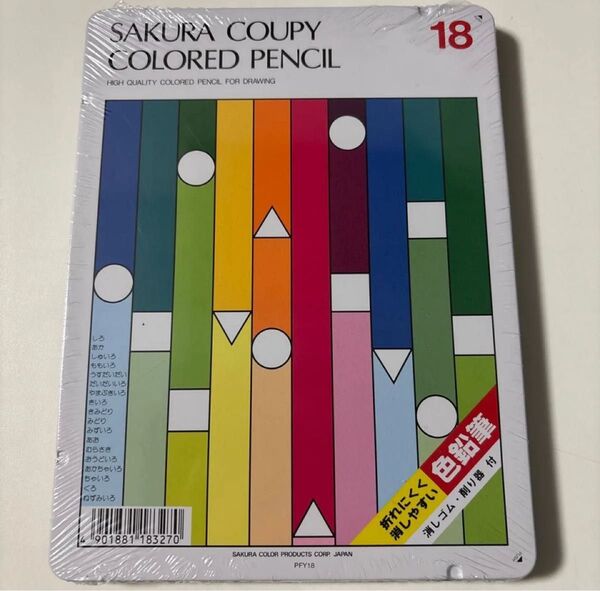 SAKURA COUPY
COLORED PENCIL
18
HIGH QUALITY COLORED PENCIL FOR DRAWING
しろ
あか
しゅいろ
ももいろ
うすだいだい
だいだいいろ
やまぶきいろ
きいろ
きみどり
みどり
みずいろ
あお
むらさき
おうどいろ
あかちゃいろ
ちゃいろ
くろ
ねずみいろ
折れにくく
消しやすい
色鉛筆
消しゴム・削り器 付
4 901881 183270
SAKURA COLOR PRODUCTS CORP. JAPAN
PFY18